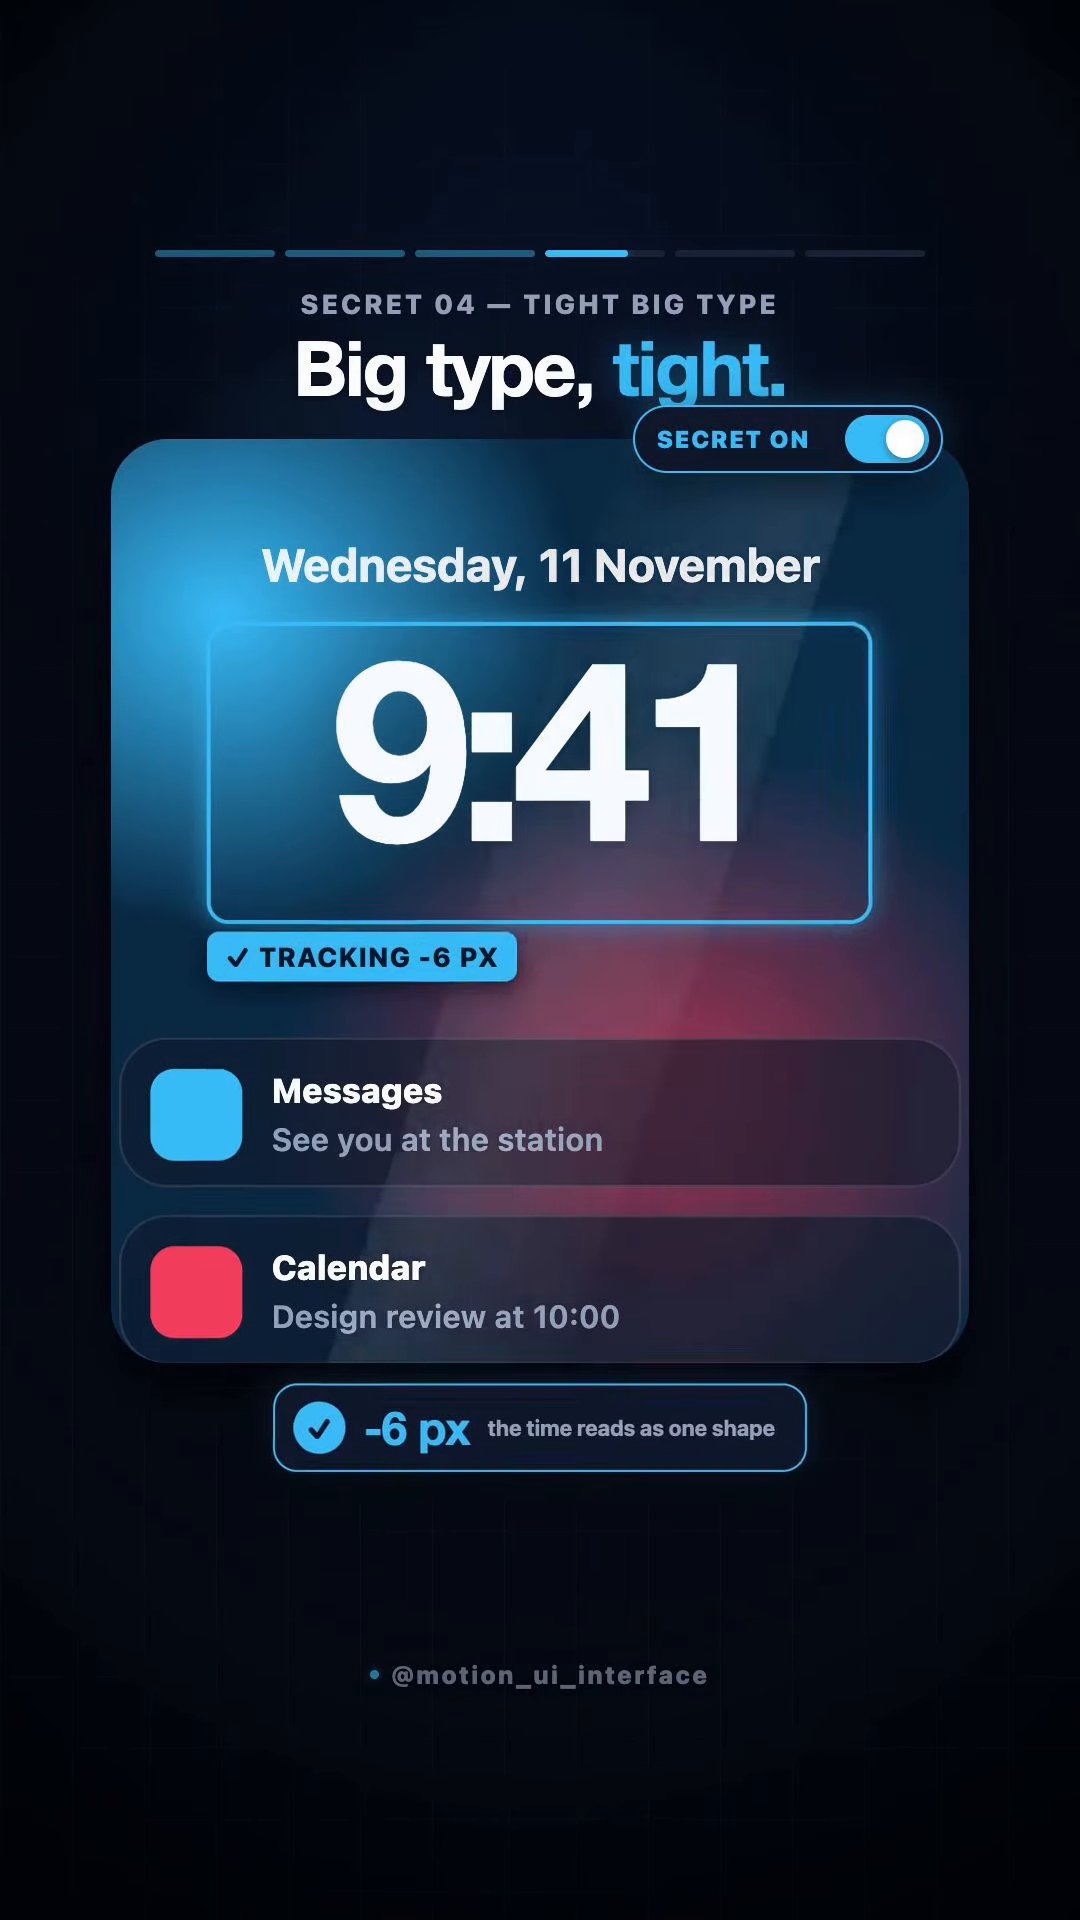 SECRET 04 — TIGHT BIG TYPE
Big type, tight.
SECRET ON
Wednesday, 11 November
9:41
✓ TRACKING -6 PX
Messages
See you at the station
Calendar
Design review at 10:00
-6 px the time reads as one shape
@motion_ui_interface